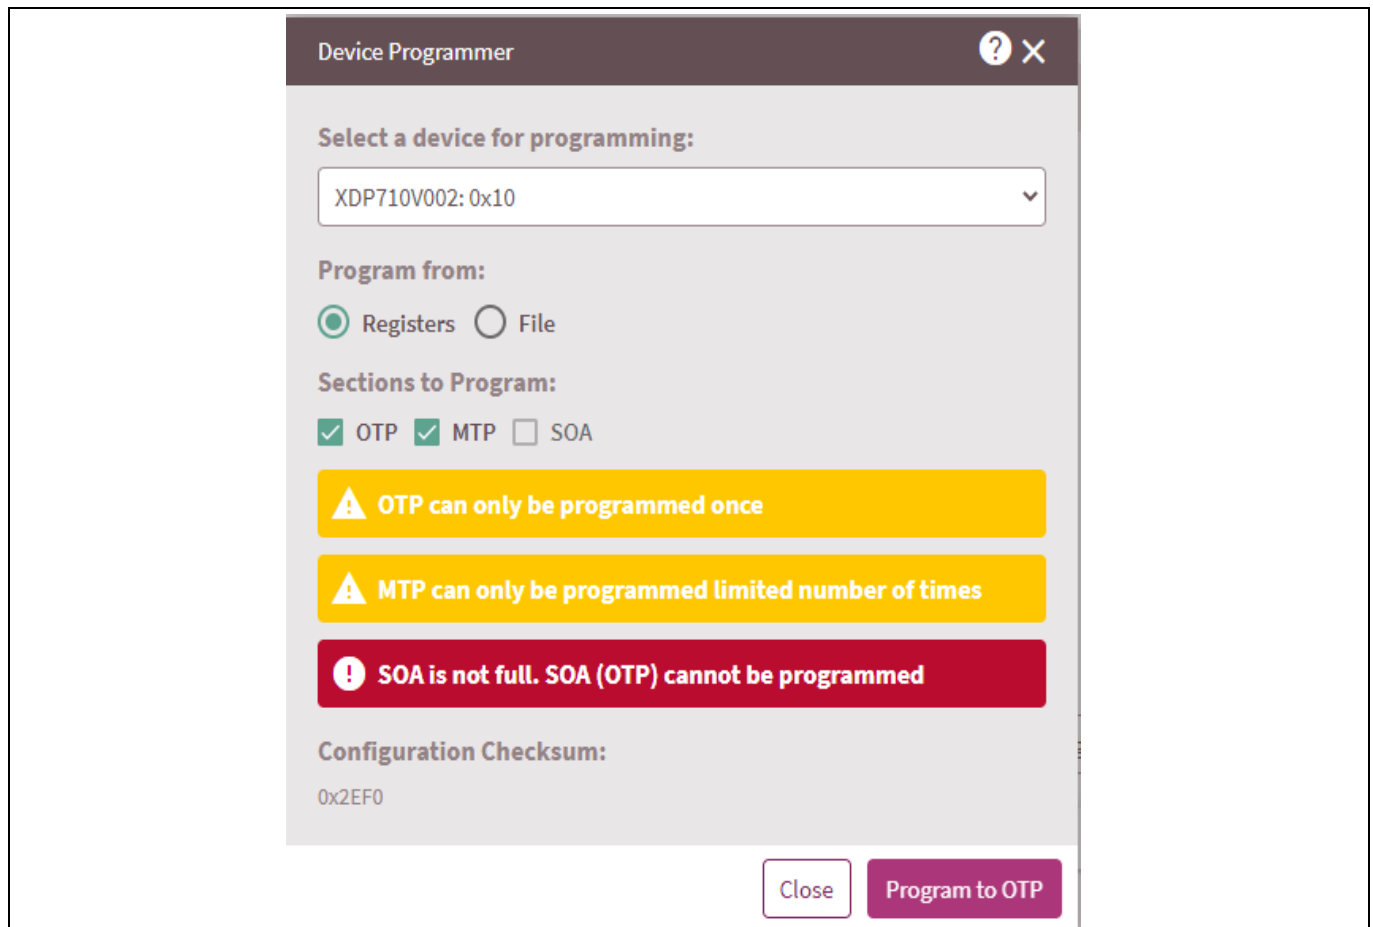 Device Programmer
Select a device for programming:
XDP710V002: 0x10
Program from:
Registers File
Sections to Program:
OTP MTP SOA
OTP can only be programmed once
MTP can only be programmed limited number of times
SOA is not full. SOA (OTP) cannot be programmed
Configuration Checksum:
0x2EF0
Close Program to OTP